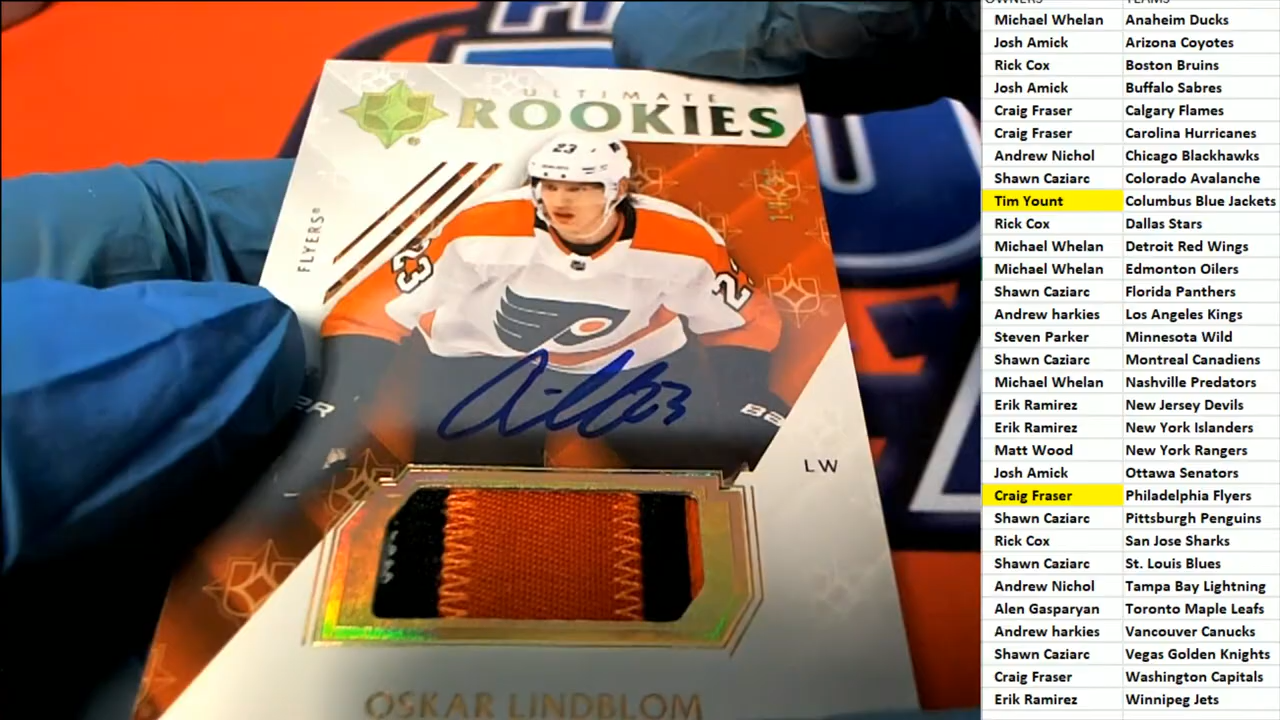 ULTIMATE
ROOKIES
FLYERS®
23
23
23
LW
OSKAR LINDBLOM
OWNERS TEAMS
Michael Whelan Anaheim Ducks
Josh Amick Arizona Coyotes
Rick Cox Boston Bruins
Josh Amick Buffalo Sabres
Craig Fraser Calgary Flames
Craig Fraser Carolina Hurricanes
Andrew Nichol Chicago Blackhawks
Shawn Caziarc Colorado Avalanche
Tim Yount Columbus Blue Jackets
Rick Cox Dallas Stars
Michael Whelan Detroit Red Wings
Michael Whelan Edmonton Oilers
Shawn Caziarc Florida Panthers
Andrew harkies Los Angeles Kings
Steven Parker Minnesota Wild
Shawn Caziarc Montreal Canadiens
Michael Whelan Nashville Predators
Erik Ramirez New Jersey Devils
Erik Ramirez New York Islanders
Matt Wood New York Rangers
Josh Amick Ottawa Senators
Craig Fraser Philadelphia Flyers
Shawn Caziarc Pittsburgh Penguins
Rick Cox San Jose Sharks
Shawn Caziarc St. Louis Blues
Andrew Nichol Tampa Bay Lightning
Alen Gasparyan Toronto Maple Leafs
Andrew harkies Vancouver Canucks
Shawn Caziarc Vegas Golden Knights
Craig Fraser Washington Capitals
Erik Ramirez Winnipeg Jets